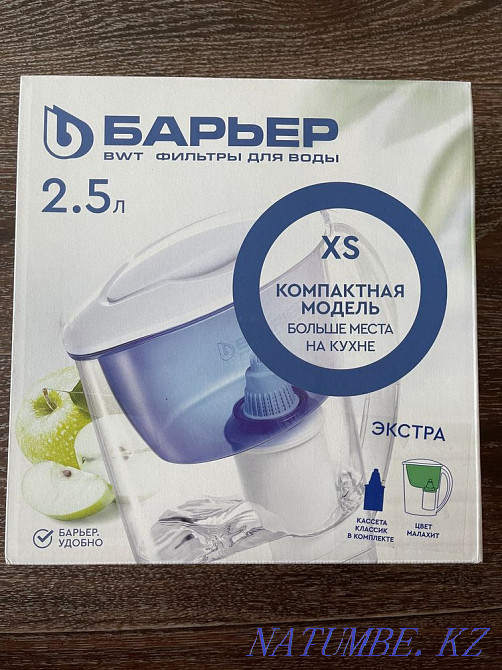 БАРЬЕР
BWT ФИЛЬТРЫ ДЛЯ ВОДЫ
2.5л
XS
КОМПАКТНАЯ
МОДЕЛЬ
БОЛЬШЕ МЕСТА
НА КУХНЕ
БАРЬЕР
ЭКСТРА
БАРЬЕР.
УДОБНО
КАССЕТА
КЛАССИК
В КОМПЛЕКТЕ
ЦВЕТ
МАЛАХИТ
NATUMBE.KZ